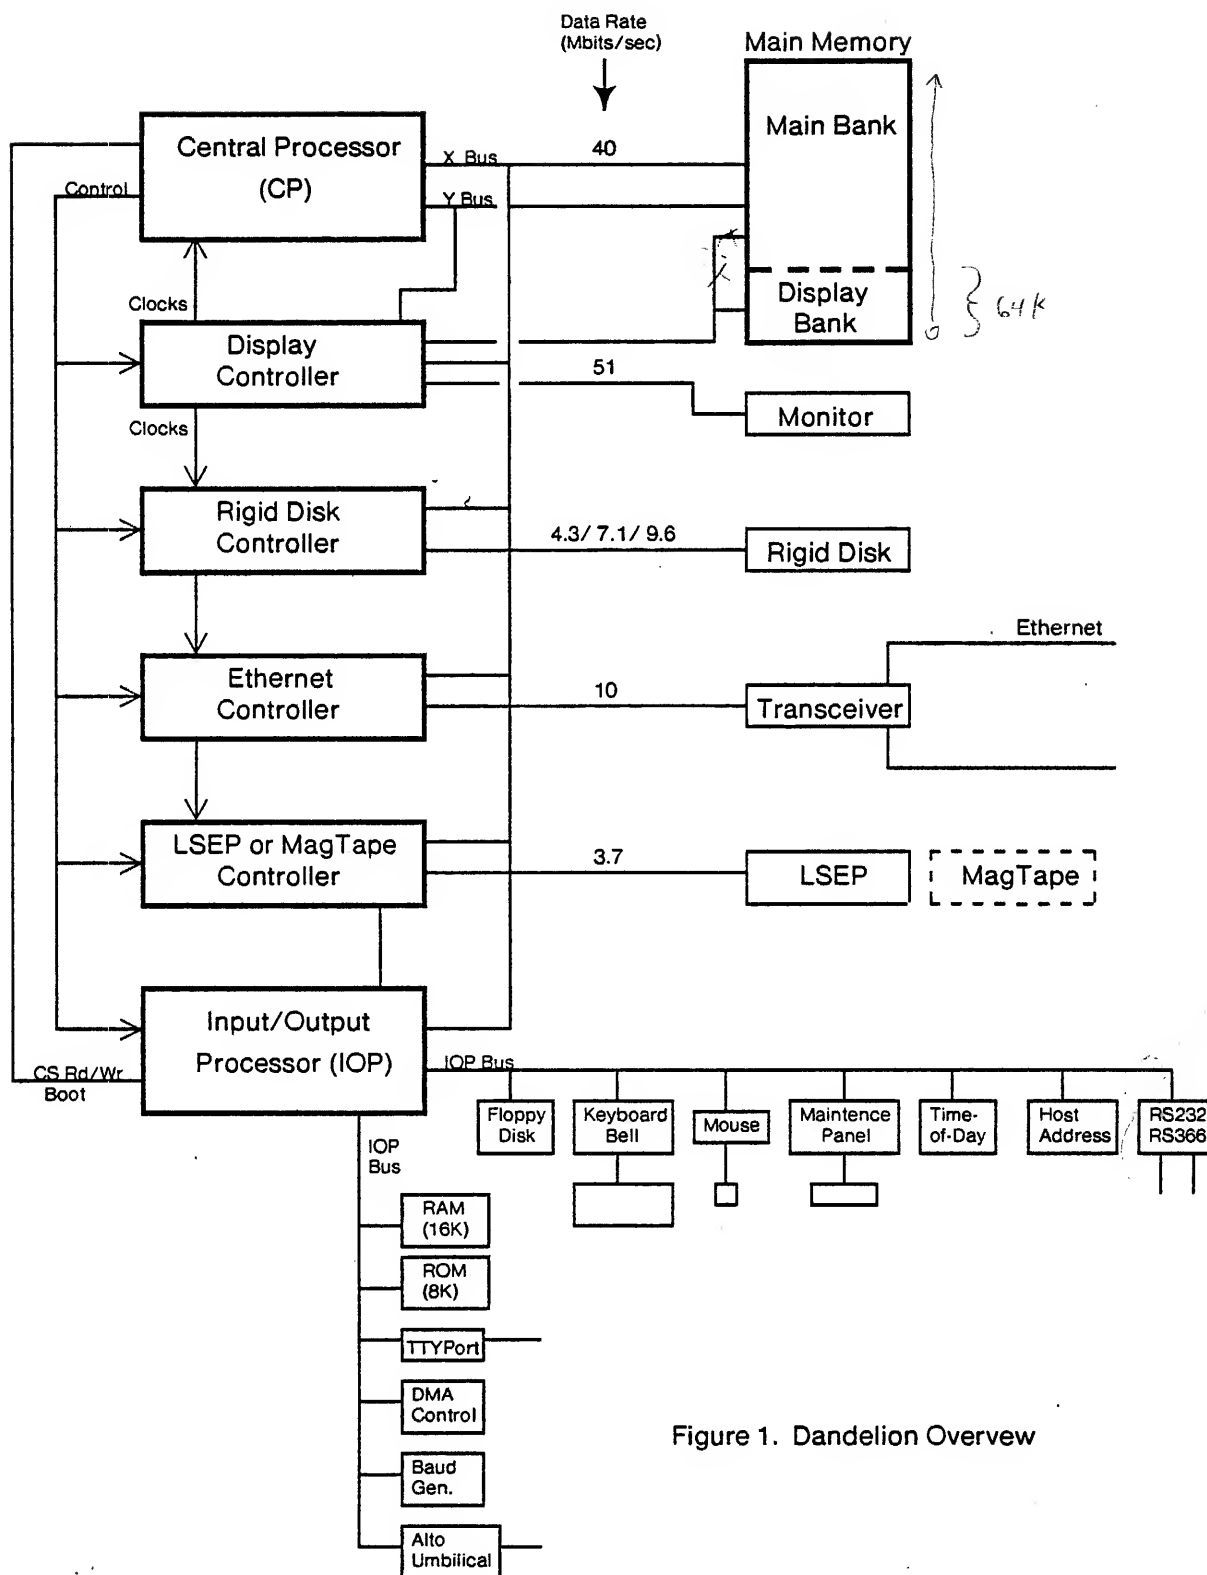 Data Rate
(Mbits/sec)
Main Memory
Main Bank
Central Processor
(CP)
X Bus
40
Control
Y Bus
Clocks
Display
Bank
64K
0
Display
Controller
51
Monitor
Clocks
Rigid Disk
Controller
4.3/ 7.1/ 9.6
Rigid Disk
Ethernet
Ethernet
Controller
10
Transceiver
LSEP or MagTape
Controller
3.7
LSEP
MagTape
Input/Output
Processor (IOP)
CS Rd/Wr
Boot
IOP Bus
Floppy
Disk
Keyboard
Bell
Mouse
Maintence
Panel
Time-
of-Day
Host
Address
RS232
RS366
IOP
Bus
RAM
(16K)
ROM
(8K)
TTYPort
DMA
Control
Baud
Gen.
Alto
Umbilical
Figure 1. Dandelion Overvew